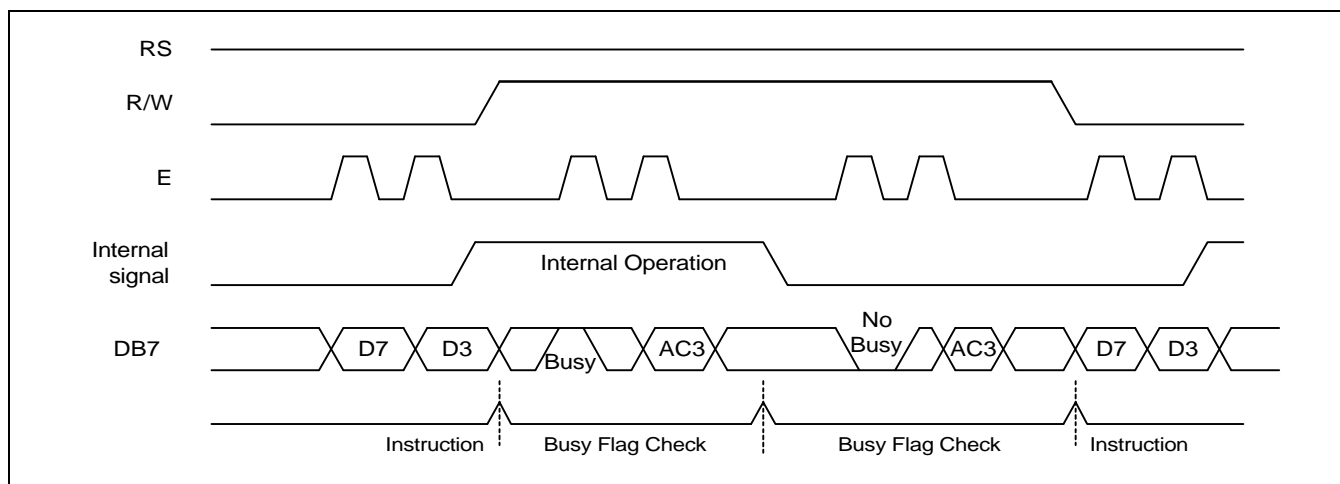 RS
R/W
E
Internal
signal
Internal Operation
DB7
D7
D3
Busy
AC3
No
Busy
AC3
D7
D3
Instruction
Busy Flag Check
Busy Flag Check
Instruction